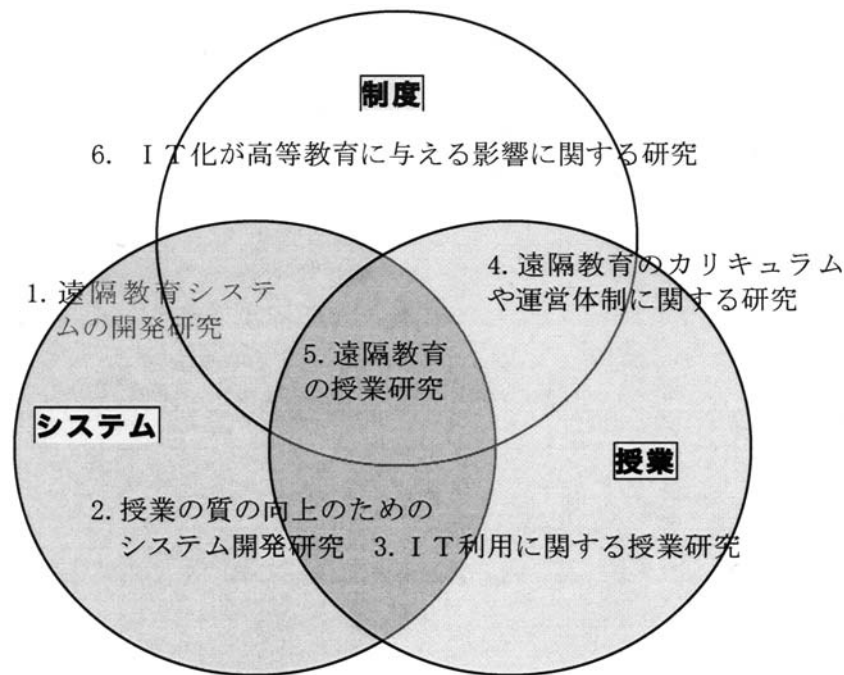 制度
6. ＩＴ化が高等教育に与える影響に関する研究
4. 遠隔教育のカリキュラム
や運営体制に関する研究
1. 遠隔教育システ
ムの開発研究
5. 遠隔教育
の授業研究
システム
授業
2. 授業の質の向上のための
システム開発研究
3. ＩＴ利用に関する授業研究